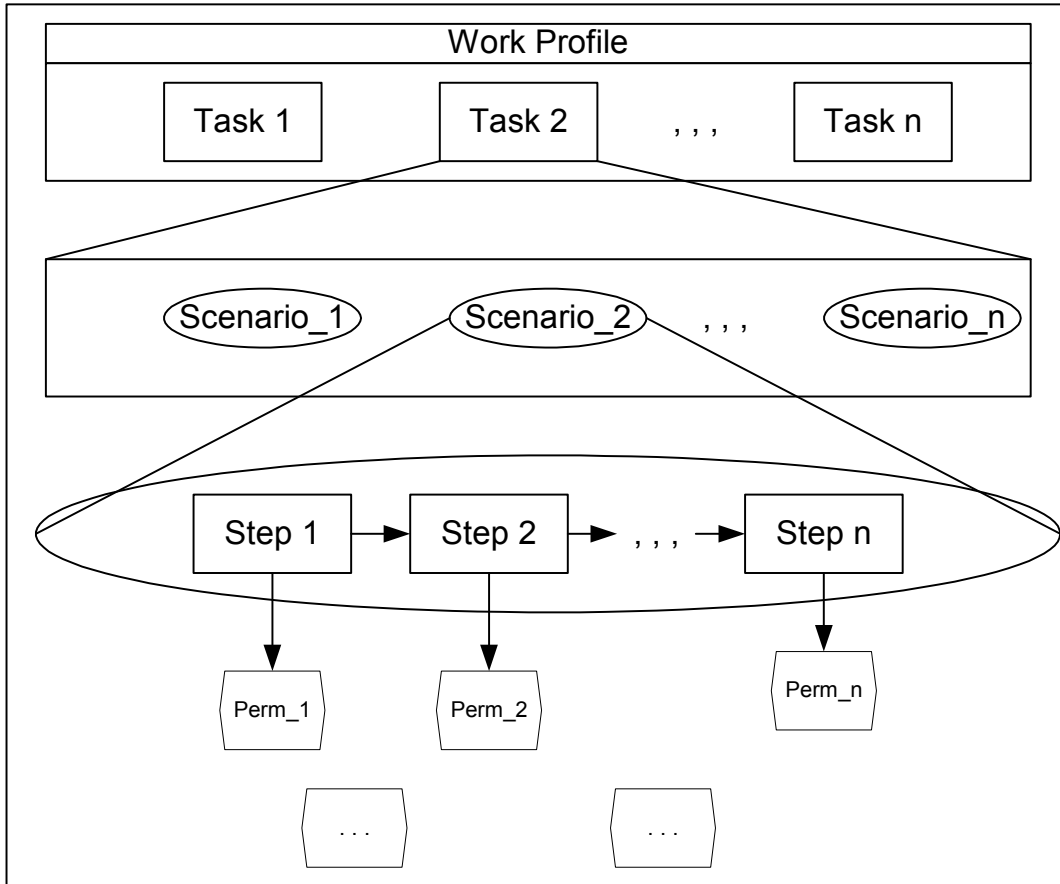 Work Profile
Task 1 Task 2 , , , Task n
Scenario_1 Scenario_2 , , , Scenario_n
Step 1 Step 2 , , , Step n
Perm_1 Perm_2 Perm_n
. . . . . .